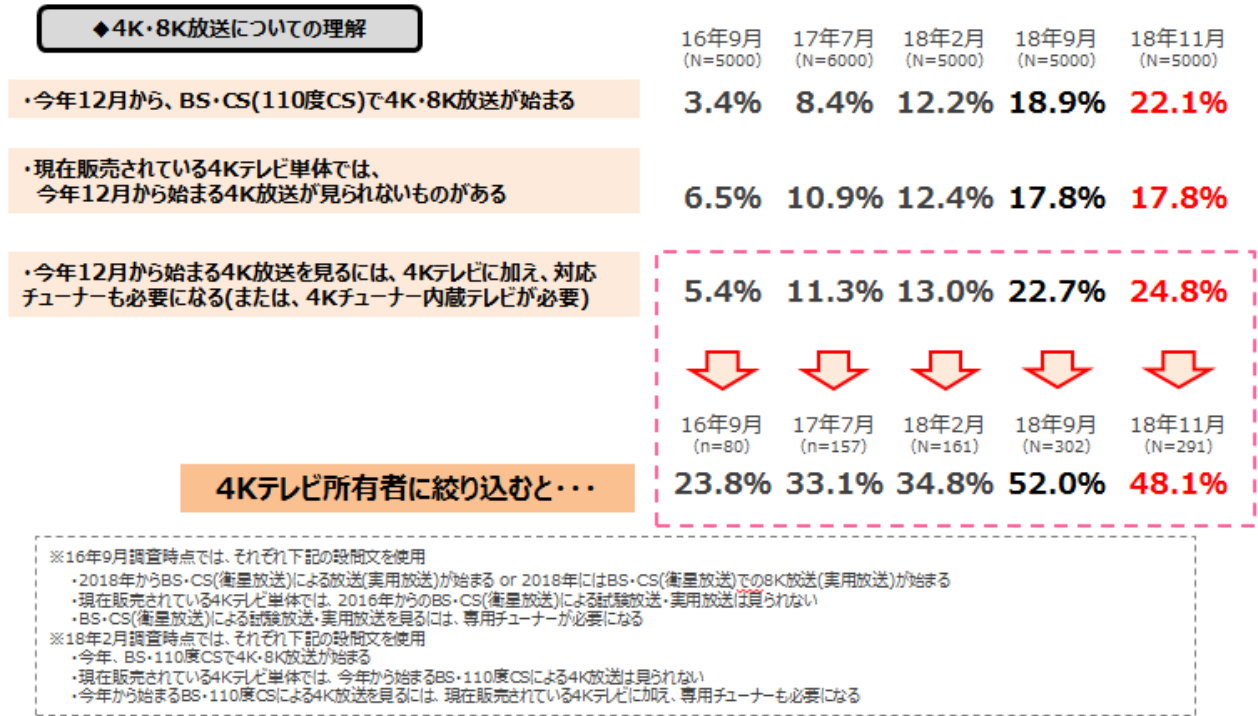 ◆4K・8K放送についての理解
16年9月 17年7月 18年2月 18年9月 18年11月
(N=5000) (N=6000) (N=5000) (N=5000) (N=5000)
・今年12月から、BS・CS(110度CS)で4K・8K放送が始まる
3.4% 8.4% 12.2% 18.9% 22.1%
・現在販売されている4Kテレビ単体では、
今年12月から始まる4K放送が見られないものがある
6.5% 10.9% 12.4% 17.8% 17.8%
・今年12月から始まる4K放送を見るには、4Kテレビに加え、対応
チューナーも必要になる(または、4Kチューナー内蔵テレビが必要)
5.4% 11.3% 13.0% 22.7% 24.8%
16年9月 17年7月 18年2月 18年9月 18年11月
(n=80) (n=157) (N=161) (N=302) (N=291)
4Kテレビ所有者に絞り込むと・・・
23.8% 33.1% 34.8% 52.0% 48.1%
※16年9月調査時点では、それぞれ下記の設問文を使用
・2018年からBS・CS(衛星放送)による放送(実用放送)が始まる or 2018年にはBS・CS(衛星放送)での8K放送(実用放送)が始まる
・現在販売されている4Kテレビ単体では、2016年からのBS・CS(衛星放送)による試験放送・実用放送は見られない
・BS・CS(衛星放送)による試験放送・実用放送を見るには、専用チューナーが必要になる
※18年2月調査時点では、それぞれ下記の設問文を使用
・今年、BS・110度CSで4K・8K放送が始まる
・現在販売されている4Kテレビ単体では、今年から始まるBS・110度CSによる4K放送は見られない
・今年から始まるBS・110度CSによる4K放送を見るには、現在販売されている4Kテレビに加え、専用チューナーも必要になる